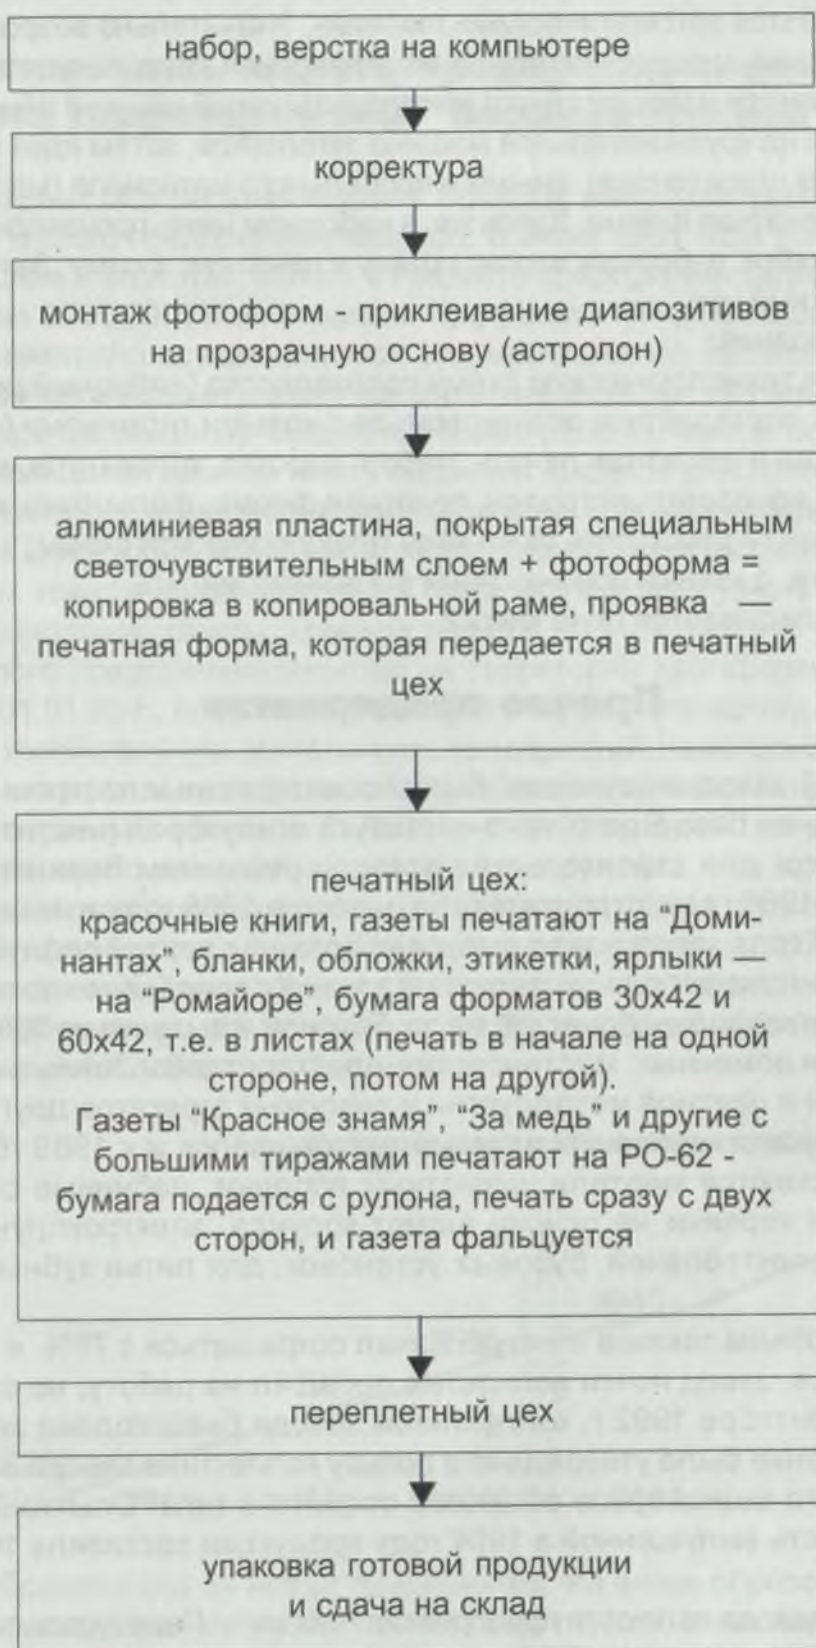 набор, верстка на компьютере
корректура
монтаж фотоформ - приклеивание диапозитивов
на прозрачную основу (астролон)
алюминиевая пластина, покрытая специальным
светочувствительным слоем + фотоформа =
копировка в копировальной раме, проявка —
печатная форма, которая передается в печатный
цех
печатный цех:
красочные книги, газеты печатают на “Доми-
нантах”, бланки, обложки, этикетки, ярлыки —
на “Ромайоре”, бумага форматов 30х42 и
60х42, т.е. в листах (печать в начале на одной
стороне, потом на другой).
Газеты “Красное знамя”, “За медь” и другие с
большими тиражами печатают на РО-62 -
бумага подается с рулона, печать сразу с двух
сторон, и газета фальцуется
переплетный цех
упаковка готовой продукции
и сдача на склад